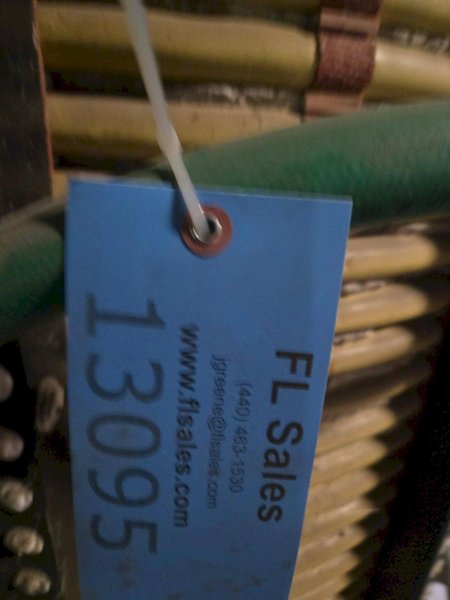 FL Sales
(440) 463-1530
jgreene@flsales.com
www.flsales.com
13095